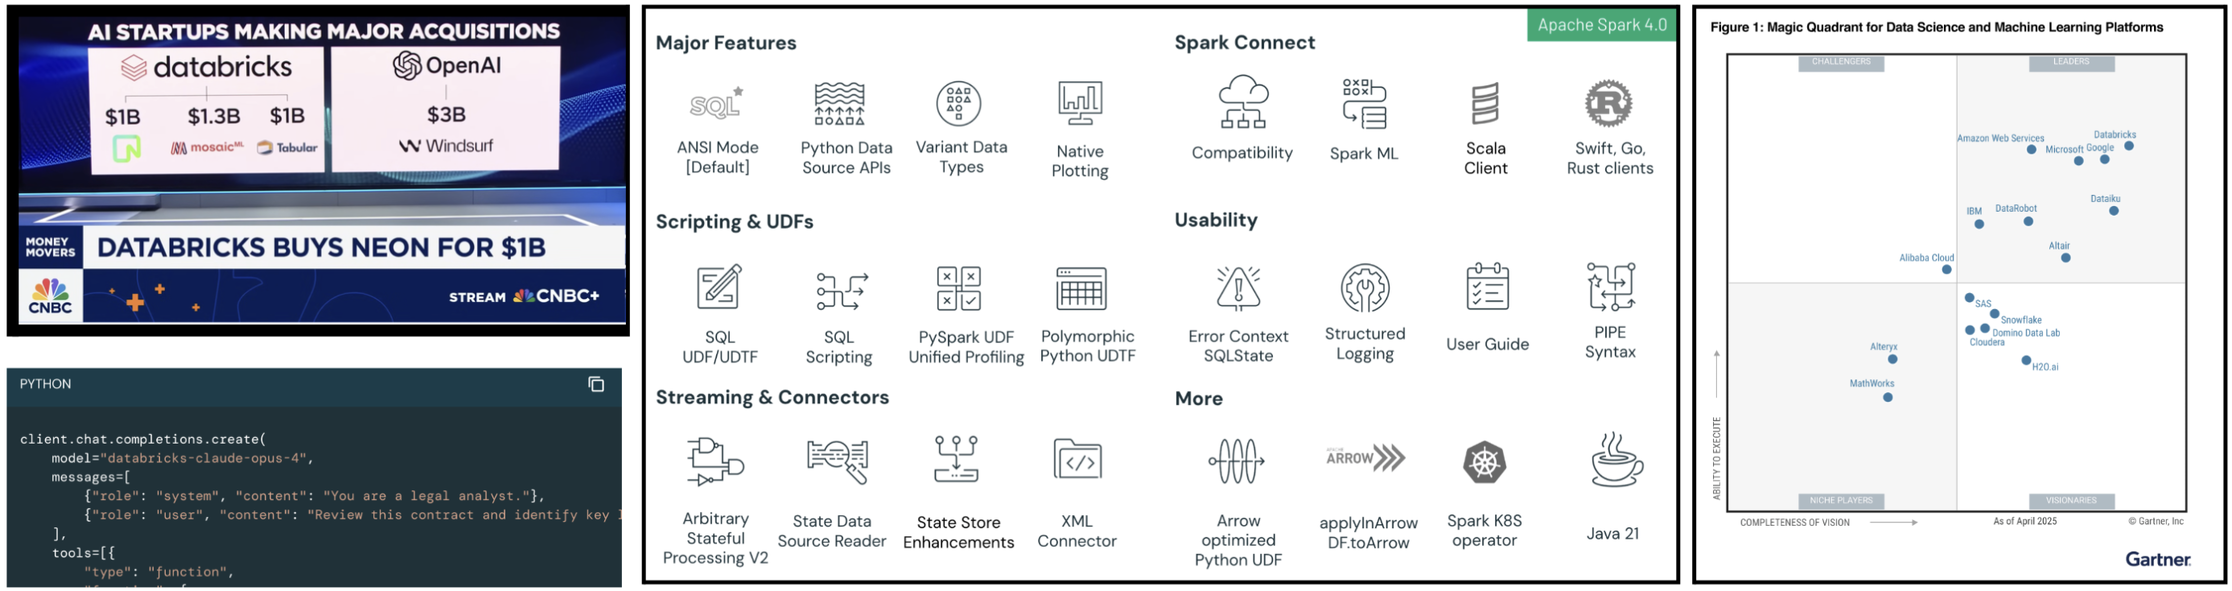 AI STARTUPS MAKING MAJOR ACQUISITIONS
databricks
$1B $1.3B $1B
mosaicML
Tabular
OpenAI
$3B
Windsurf
MONEY
MOVERS
DATABRICKS BUYS NEON FOR $1B
CNBC
STREAM CNBC+
PYTHON
client.chat.completions.create(
model="databricks-claude-opus-4",
messages=[
{"role": "system", "content": "You are a legal analyst."},
{"role": "user", "content": "Review this contract and identify key
],
tools=[{
"type": "function",
Apache Spark 4.0
Major Features
ANSI Mode
[Default]
Python Data
Source APIs
Variant Data
Types
Native
Plotting
Spark Connect
Compatibility
Spark ML
Scala
Client
Swift, Go,
Rust clients
Scripting & UDFs
SQL
UDF/UDTF
SQL
Scripting
PySpark UDF
Unified Profiling
Polymorphic
Python UDTF
Usability
Error Context
SQLState
Structured
Logging
User Guide
PIPE
Syntax
Streaming & Connectors
Arbitrary
Stateful
Processing V2
State Data
Source Reader
State Store
Enhancements
XML
Connector
More
Arrow
optimized
Python UDF
ARROW
applyInArrow
DF.toArrow
Spark K8S
operator
Java 21
SQL
Figure 1: Magic Quadrant for Data Science and Machine Learning Platforms
CHALLENGERS
LEADERS
Amazon Web Services
Databricks
Microsoft
Google
Dataiku
IBM
DataRobot
Altair
Alibaba Cloud
SAS
Snowflake
Domino Data Lab
Cloudera
Alteryx
H2O.ai
MathWorks
NICHE PLAYERS
VISIONARIES
ABILITY TO EXECUTE
COMPLETENESS OF VISION
As of April 2025
© Gartner, Inc
Gartner